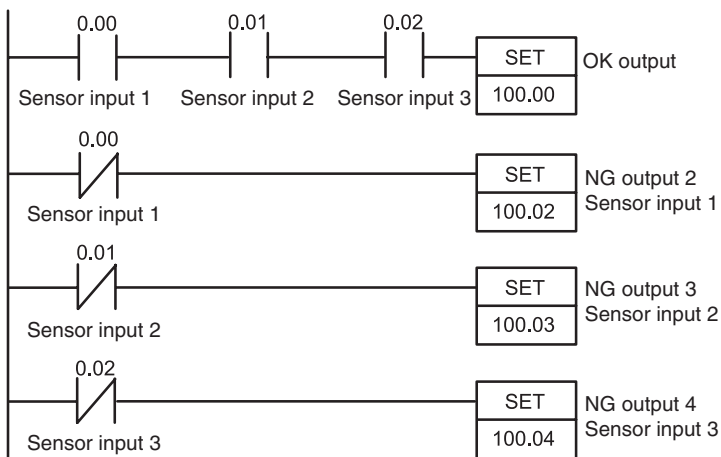 0.00 0.01 0.02
SET OK output
Sensor input 1 Sensor input 2 Sensor input 3 100.00
0.00
SET NG output 2
Sensor input 1 100.02 Sensor input 1
0.01
SET NG output 3
Sensor input 2 100.03 Sensor input 2
0.02
SET NG output 4
Sensor input 3 100.04 Sensor input 3